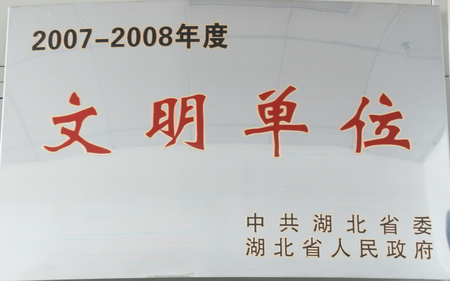 2007-2008年度
文明单位
中共湖北省委
湖北省人民政府